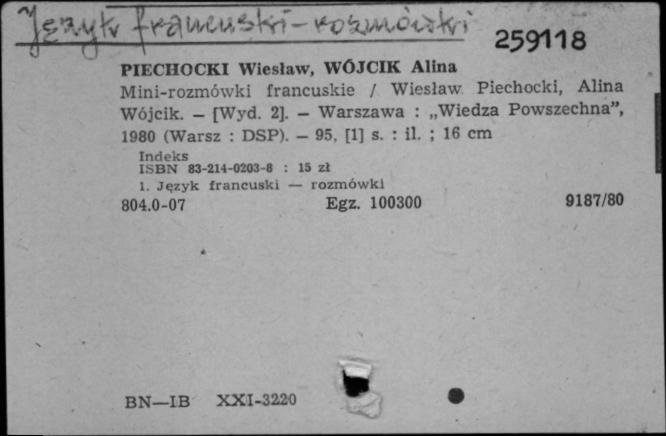 Język francuski-rozmówki
259118
PIECHOCKI Wiesław, WÓJCIK Alina
Mini-rozmówki francuskie / Wiesław Piechocki, Alina
Wójcik. — [Wyd. 2]. — Warszawa : „Wiedza Powszechna”,
1980 (Warsz : DSP). — 95, [1] s. : il. ; 16 cm
Indeks
ISBN 83-214-0203-8 : 15 zł
1. Język francuski — rozmówki
804.0-07 Egz. 100300 9187/80
BN—IB XXI-3220